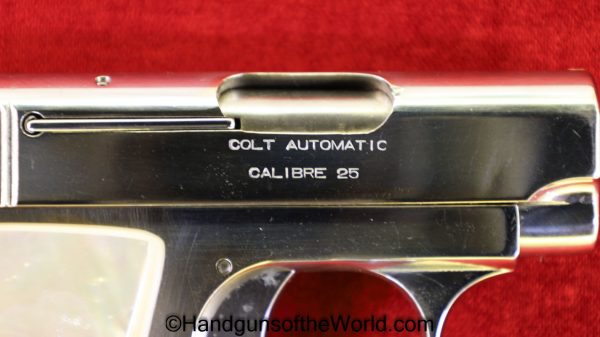 COLT AUTOMATIC
CALIBRE 25
©HandgunsoftheWorld.com